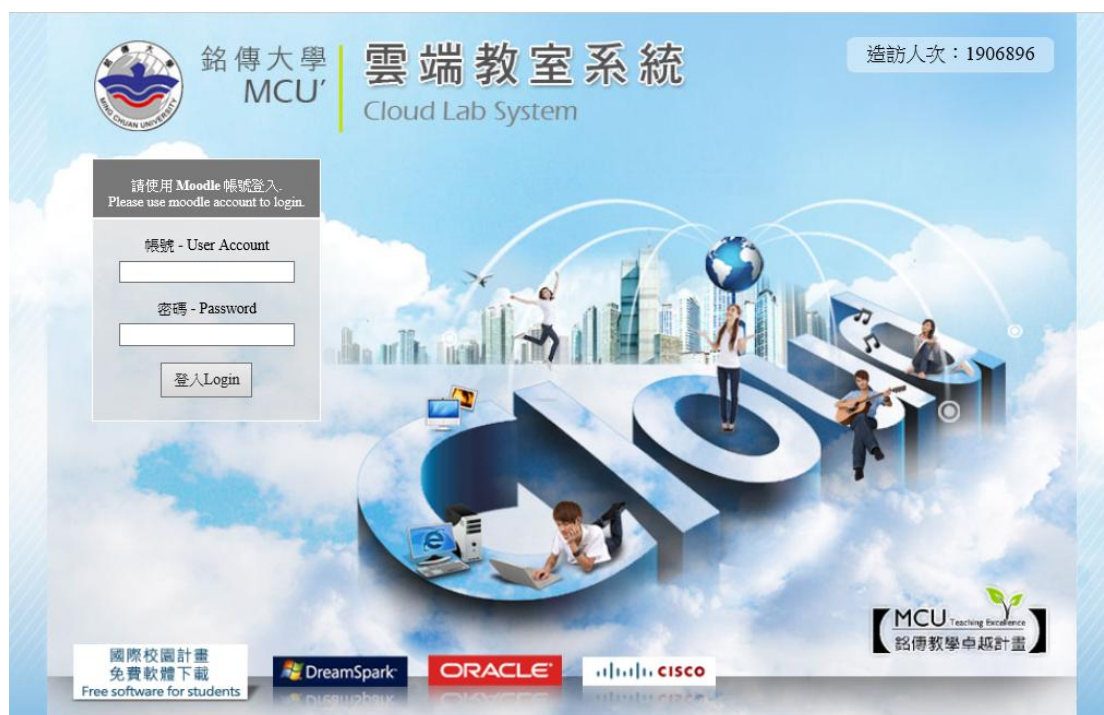 銘傳大學
MCU'
雲端教室系統
Cloud Lab System
造訪人次：1906896
MING CHUAN UNIVERSITY
請使用 Moodle 帳號登入.
Please use moodle account to login.
帳號 - User Account
密碼 - Password
登入Login
Cloud
MCU Teaching Excellence
銘傳教學卓越計畫
國際校園計畫
免費軟體下載
Free software for students
DreamSpark
ORACLE
CISCO